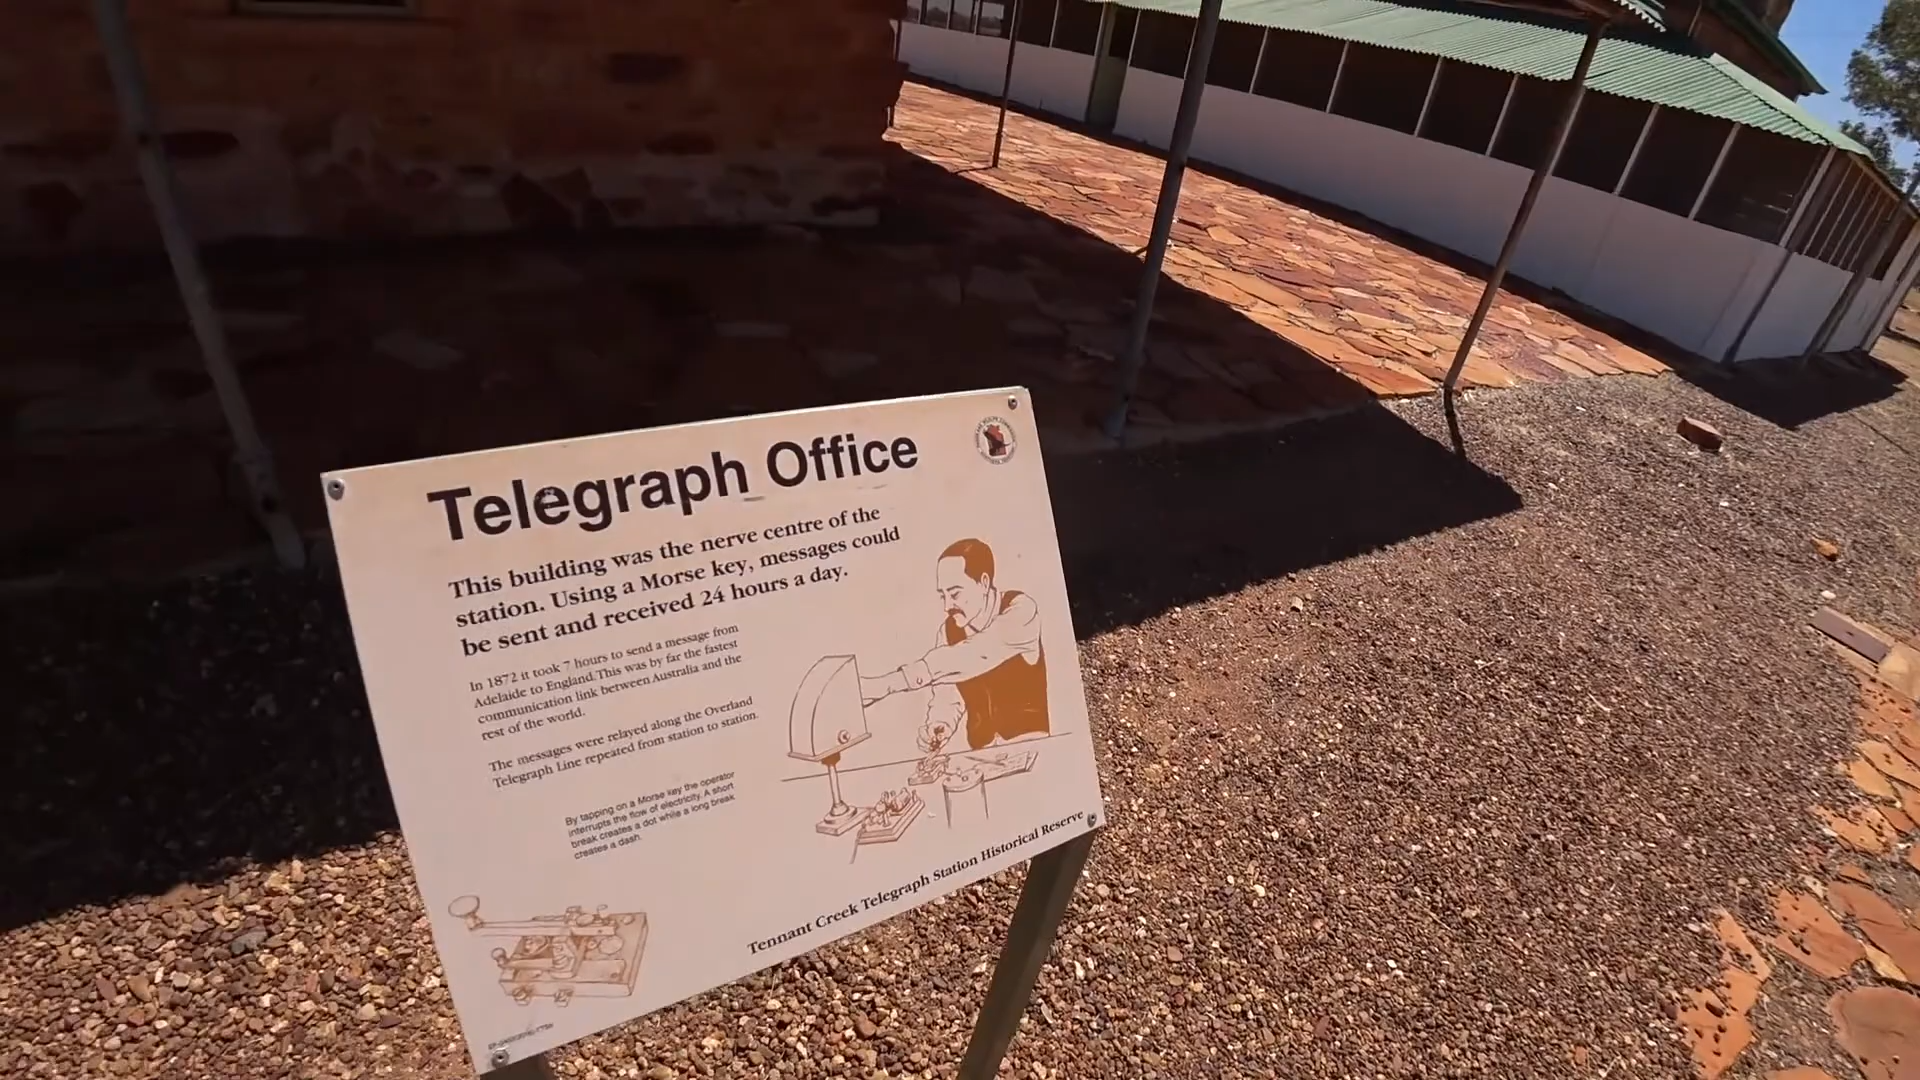 Telegraph Office
This building was the nerve centre of the
station. Using a Morse key, messages could
be sent and received 24 hours a day.
In 1872 it took 7 hours to send a message from
Adelaide to England. This was by far the fastest
communication link between Australia and the
rest of the world.
The messages were relayed along the Overland
Telegraph Line repeated from station to station.
By tapping on a Morse key the operator
interrupts the flow of electricity. A short
break creates a dot while a long break
creates a dash.
Tennant Creek Telegraph Station Historical Reserve